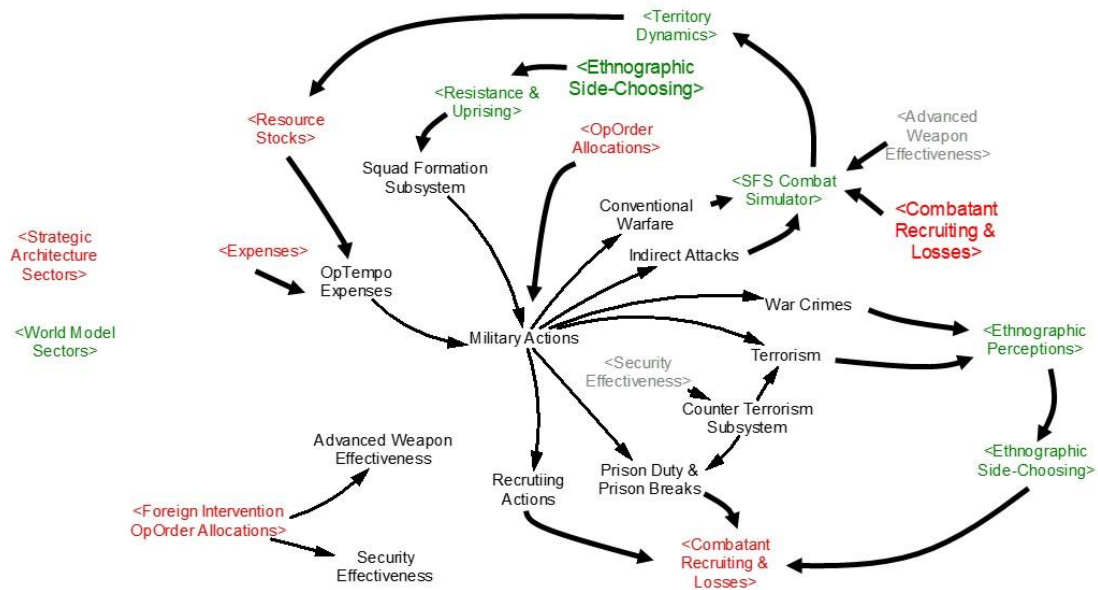 <Territory
Dynamics>
<Ethnographic
Side-Choosing>
<Resistance &
Uprising>
<Resource
Stocks>
<OpOrder
Allocations>
<Advanced
Weapon
Effectiveness>
Squad Formation
Subsystem
<SFS Combat
Simulator>
Conventional
Warfare
<Combatant
Recruiting &
Losses>
<Strategic
Architecture
Sectors>
<Expenses>
OpTempo
Expenses
Indirect Attacks
War Crimes
<World Model
Sectors>
Military Actions
<Ethnographic
Perceptions>
Terrorism
<Security
Effectiveness>
Counter Terrorism
Subsystem
Advanced Weapon
Effectiveness
<Ethnographic
Side-Choosing>
Recrutiing
Actions
Prison Duty &
Prison Breaks
<Foreign Intervention
OpOrder Allocations>
Security
Effectiveness
<Combatant
Recruiting &
Losses>